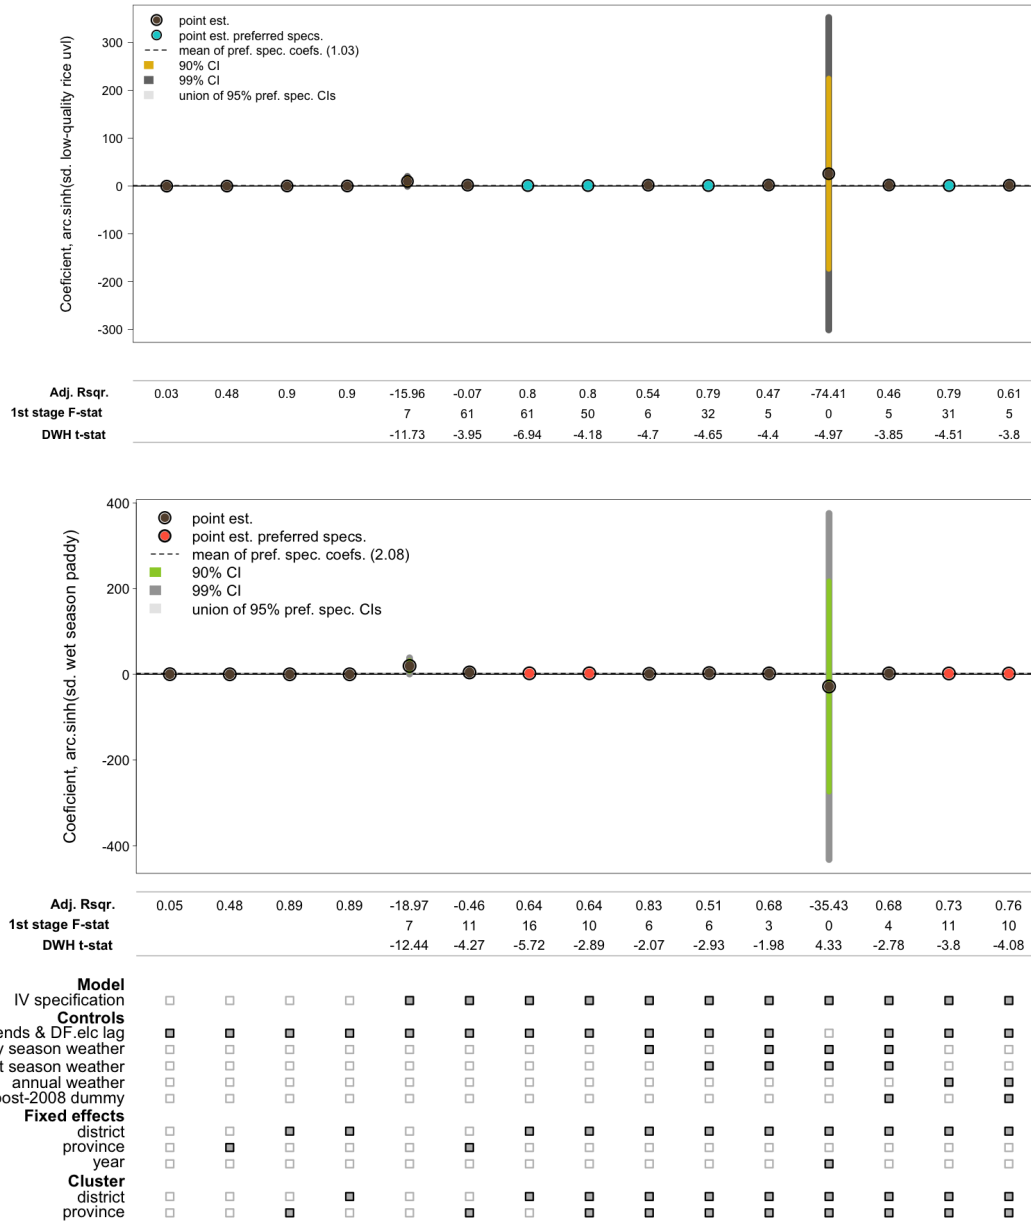 Coeficient, arc.sinh(sd. low-quality rice uvl)
300
200
100
0
-100
-200
-300
point est.
point est. preferred specs.
mean of pref. spec. coefs. (1.03)
90% CI
99% CI
union of 95% pref. spec. CIs
Adj. Rsqr. 0.03 0.48 0.9 0.9 -15.96 -0.07 0.8 0.8 0.54 0.79 0.47 -74.41 0.46 0.79 0.61
1st stage F-stat 7 61 61 50 6 32 5 0 5 31 5
DWH t-stat -11.73 -3.95 -6.94 -4.18 -4.7 -4.65 -4.4 -4.97 -3.85 -4.51 -3.8
Coeficient, arc.sinh(sd. wet season paddy)
400
200
0
-200
-400
point est.
point est. preferred specs.
mean of pref. spec. coefs. (2.08)
90% CI
99% CI
union of 95% pref. spec. CIs
Adj. Rsqr. 0.05 0.48 0.89 0.89 -18.97 -0.46 0.64 0.64 0.83 0.51 0.68 -35.43 0.68 0.73 0.76
1st stage F-stat 7 11 16 10 6 6 3 0 4 11 10
DWH t-stat -12.44 -4.27 -5.72 -2.89 -2.07 -2.93 -1.98 4.33 -2.78 -3.8 -4.08
Model
IV specification
Controls
ends & DF.elc lag
y season weather
t season weather
annual weather
post-2008 dummy
Fixed effects
district
province
year
Cluster
district
province